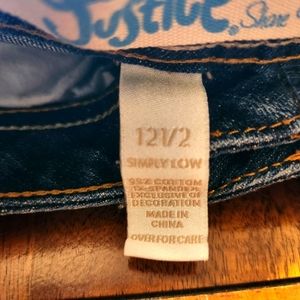 Justice
Shine
12 1/2
SIMPLY LOW
98% COTTON
2% SPANDEX
EXCLUSIVE OF
DECORATION
MADE IN
CHINA
OVER FOR CARE